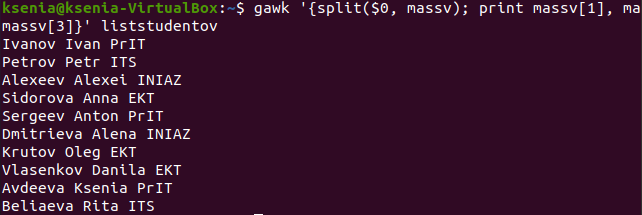 ksenia@ksenia-VirtualBox:~$ gawk '{split($0, massv); print massv[1], ma
massv[3]}' liststudentov
Ivanov Ivan PrIT
Petrov Petr ITS
Alexeev Alexei INIAZ
Sidorova Anna EKT
Sergeev Anton PrIT
Dmitrieva Alena INIAZ
Krutov Oleg EKT
Vlasenkov Danila EKT
Avdeeva Ksenia PrIT
Beliaeva Rita ITS